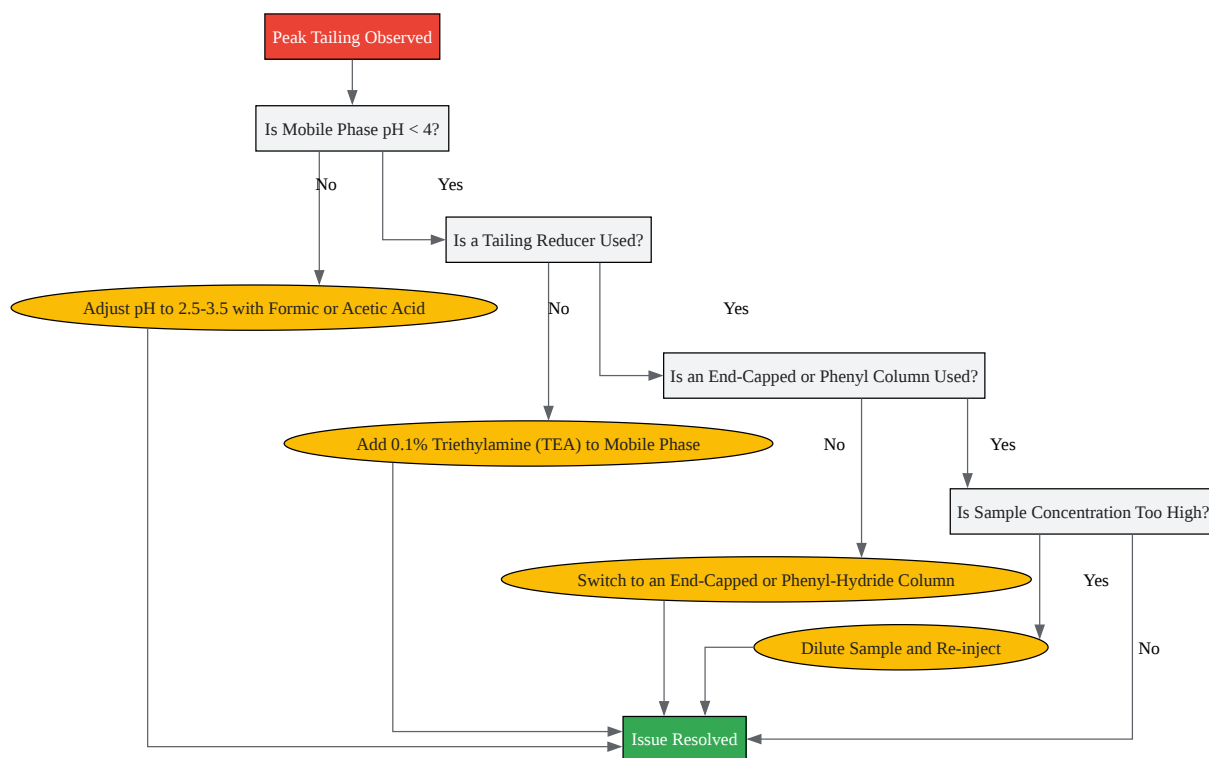 Peak Tailing Observed
Is Mobile Phase pH < 4?
No
Yes
Is a Tailing Reducer Used?
Adjust pH to 2.5-3.5 with Formic or Acetic Acid
No
Yes
Is an End-Capped or Phenyl Column Used?
Add 0.1% Triethylamine (TEA) to Mobile Phase
No
Yes
Is Sample Concentration Too High?
Switch to an End-Capped or Phenyl-Hydride Column
Yes
Dilute Sample and Re-inject
No
Issue Resolved